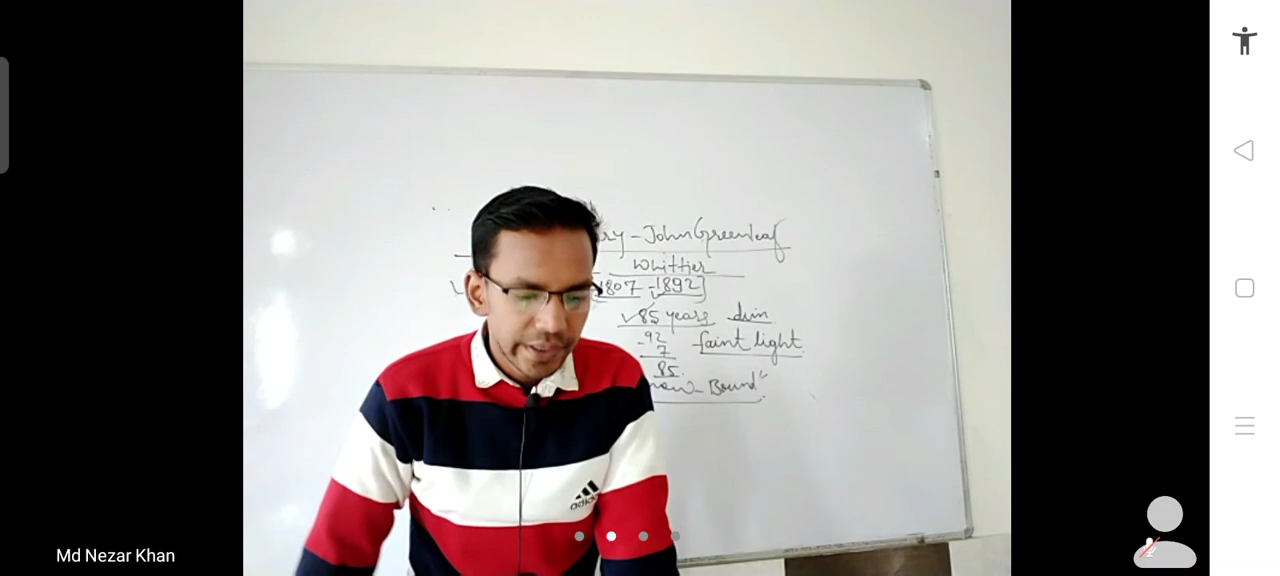 ry - John Greenleaf
Whittier
1807 - 1892]
✓85 years dim
-92 faint light
7
85
now-Bound"
adidas
Md Nezar Khan